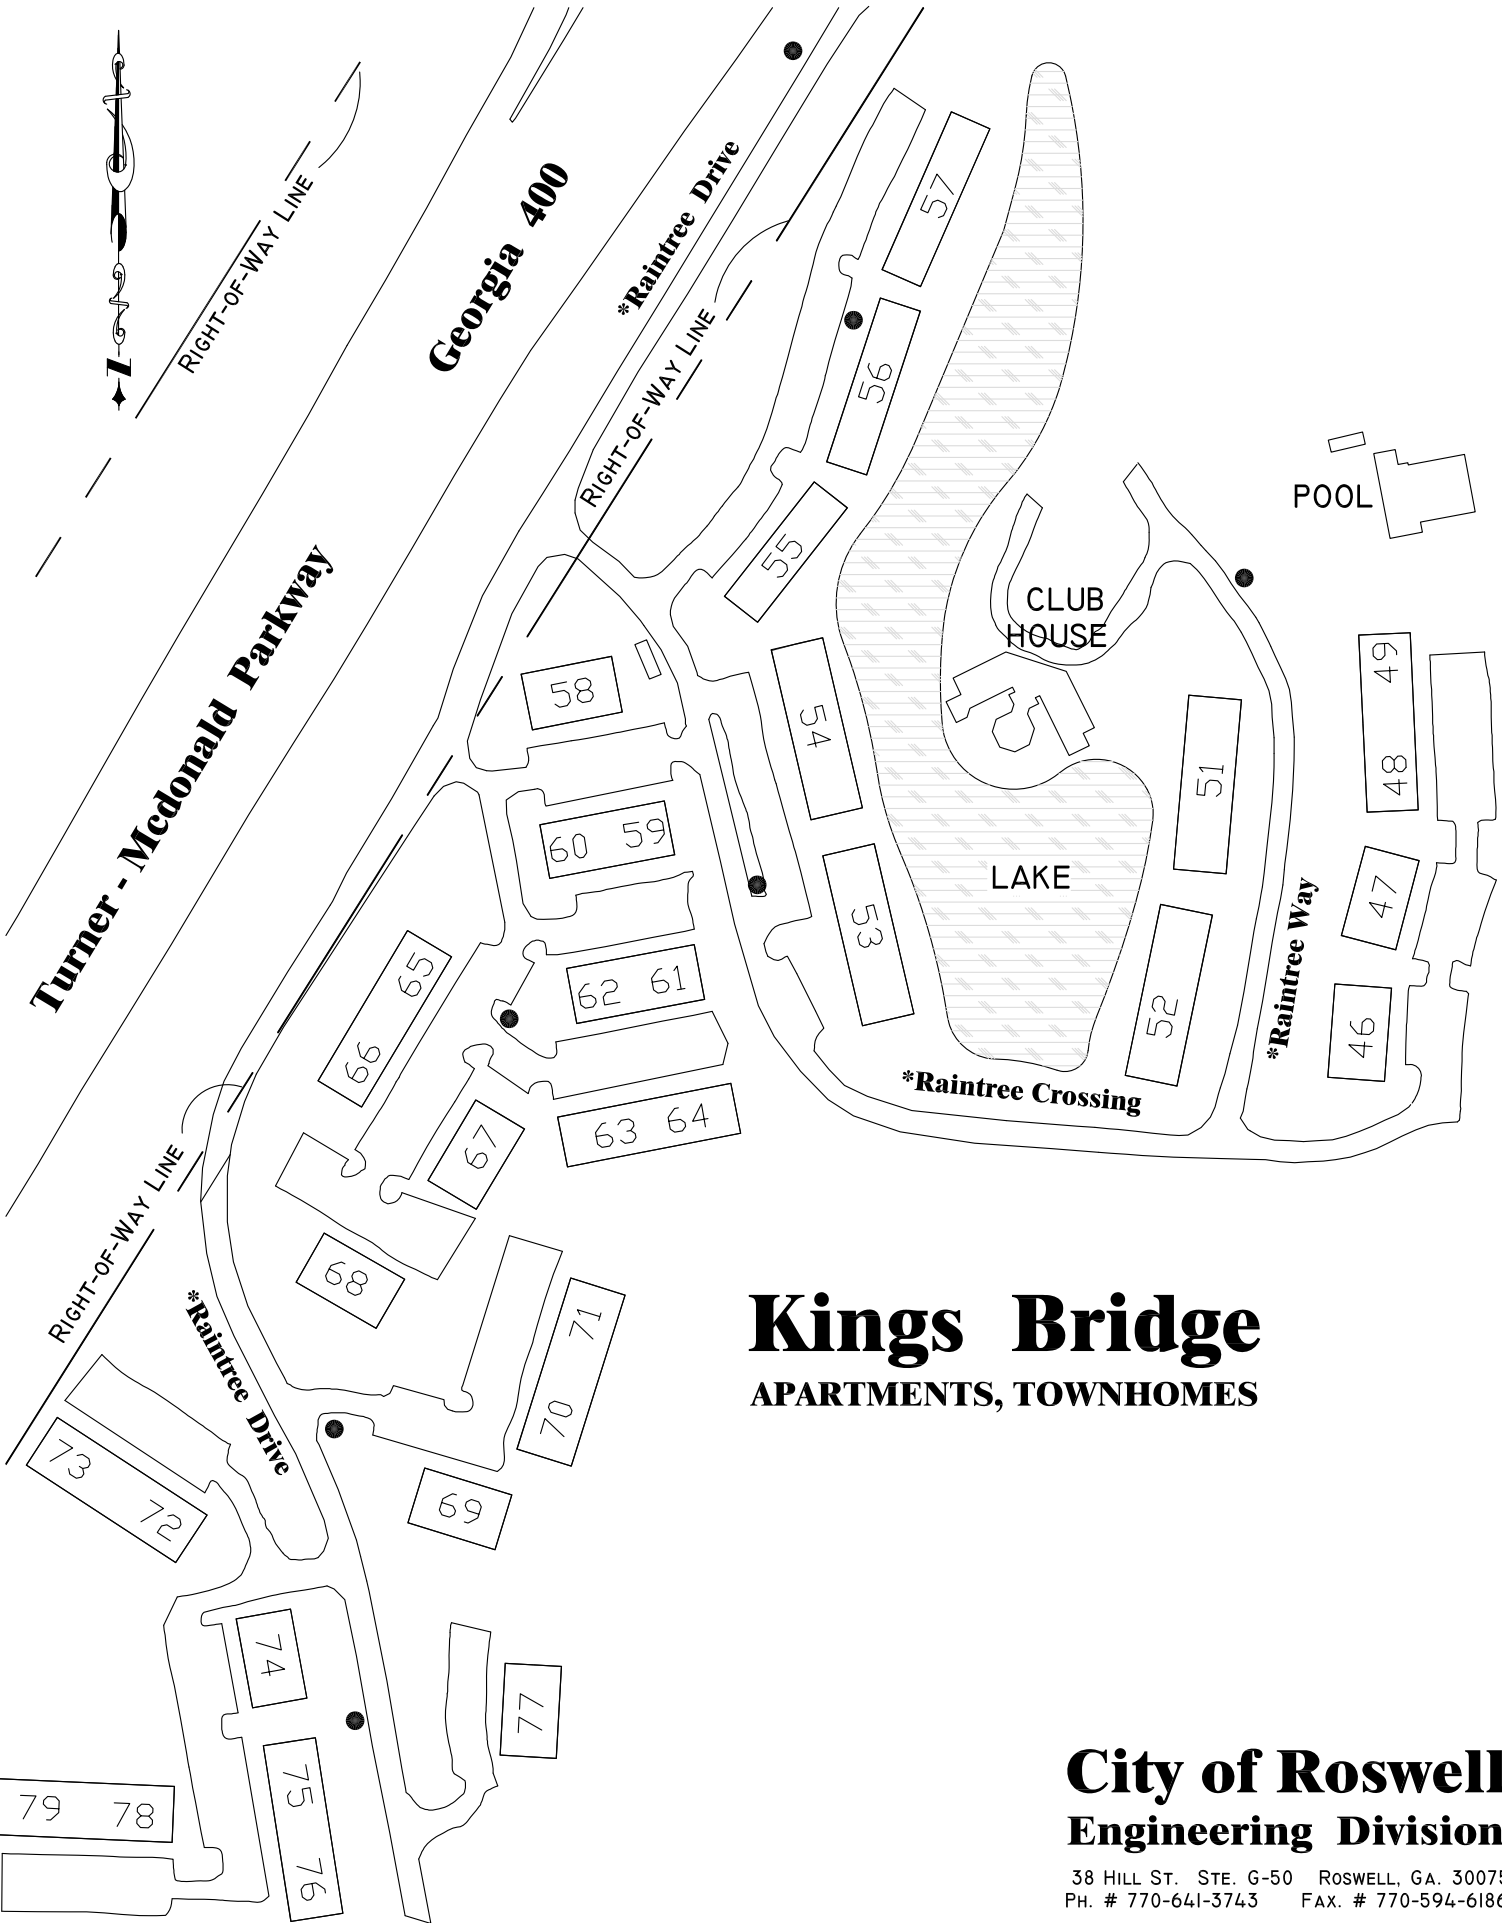 N
RIGHT-OF-WAY LINE
Georgia 400
*Raintree Drive
57
RIGHT-OF-WAY LINE
56
POOL
55
CLUB
HOUSE
Turner - Mcdonald Parkway
58
54
49
48
51
60 59
LAKE
53
47
*Raintree Way
65
66
62 61
52
46
*Raintree Crossing
63 64
67
RIGHT-OF-WAY LINE
68
*Raintree Drive
71
70
Kings Bridge
APARTMENTS, TOWNHOMES
73
72
69
74
77
75
76
79 78
City of Roswell
Engineering Division
38 HILL ST. STE. G-50 ROSWELL, GA. 30075
PH. # 770-641-3743 FAX. # 770-594-6186